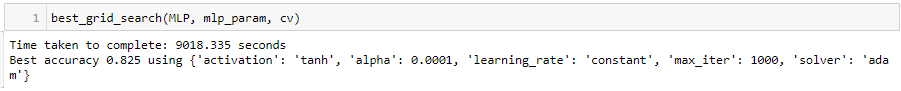 1 best_grid_search(MLP, mlp_param, cv)
Time taken to complete: 9018.335 seconds
Best accuracy 0.825 using {'activation': 'tanh', 'alpha': 0.0001, 'learning_rate': 'constant', 'max_iter': 1000, 'solver': 'ada
m'}